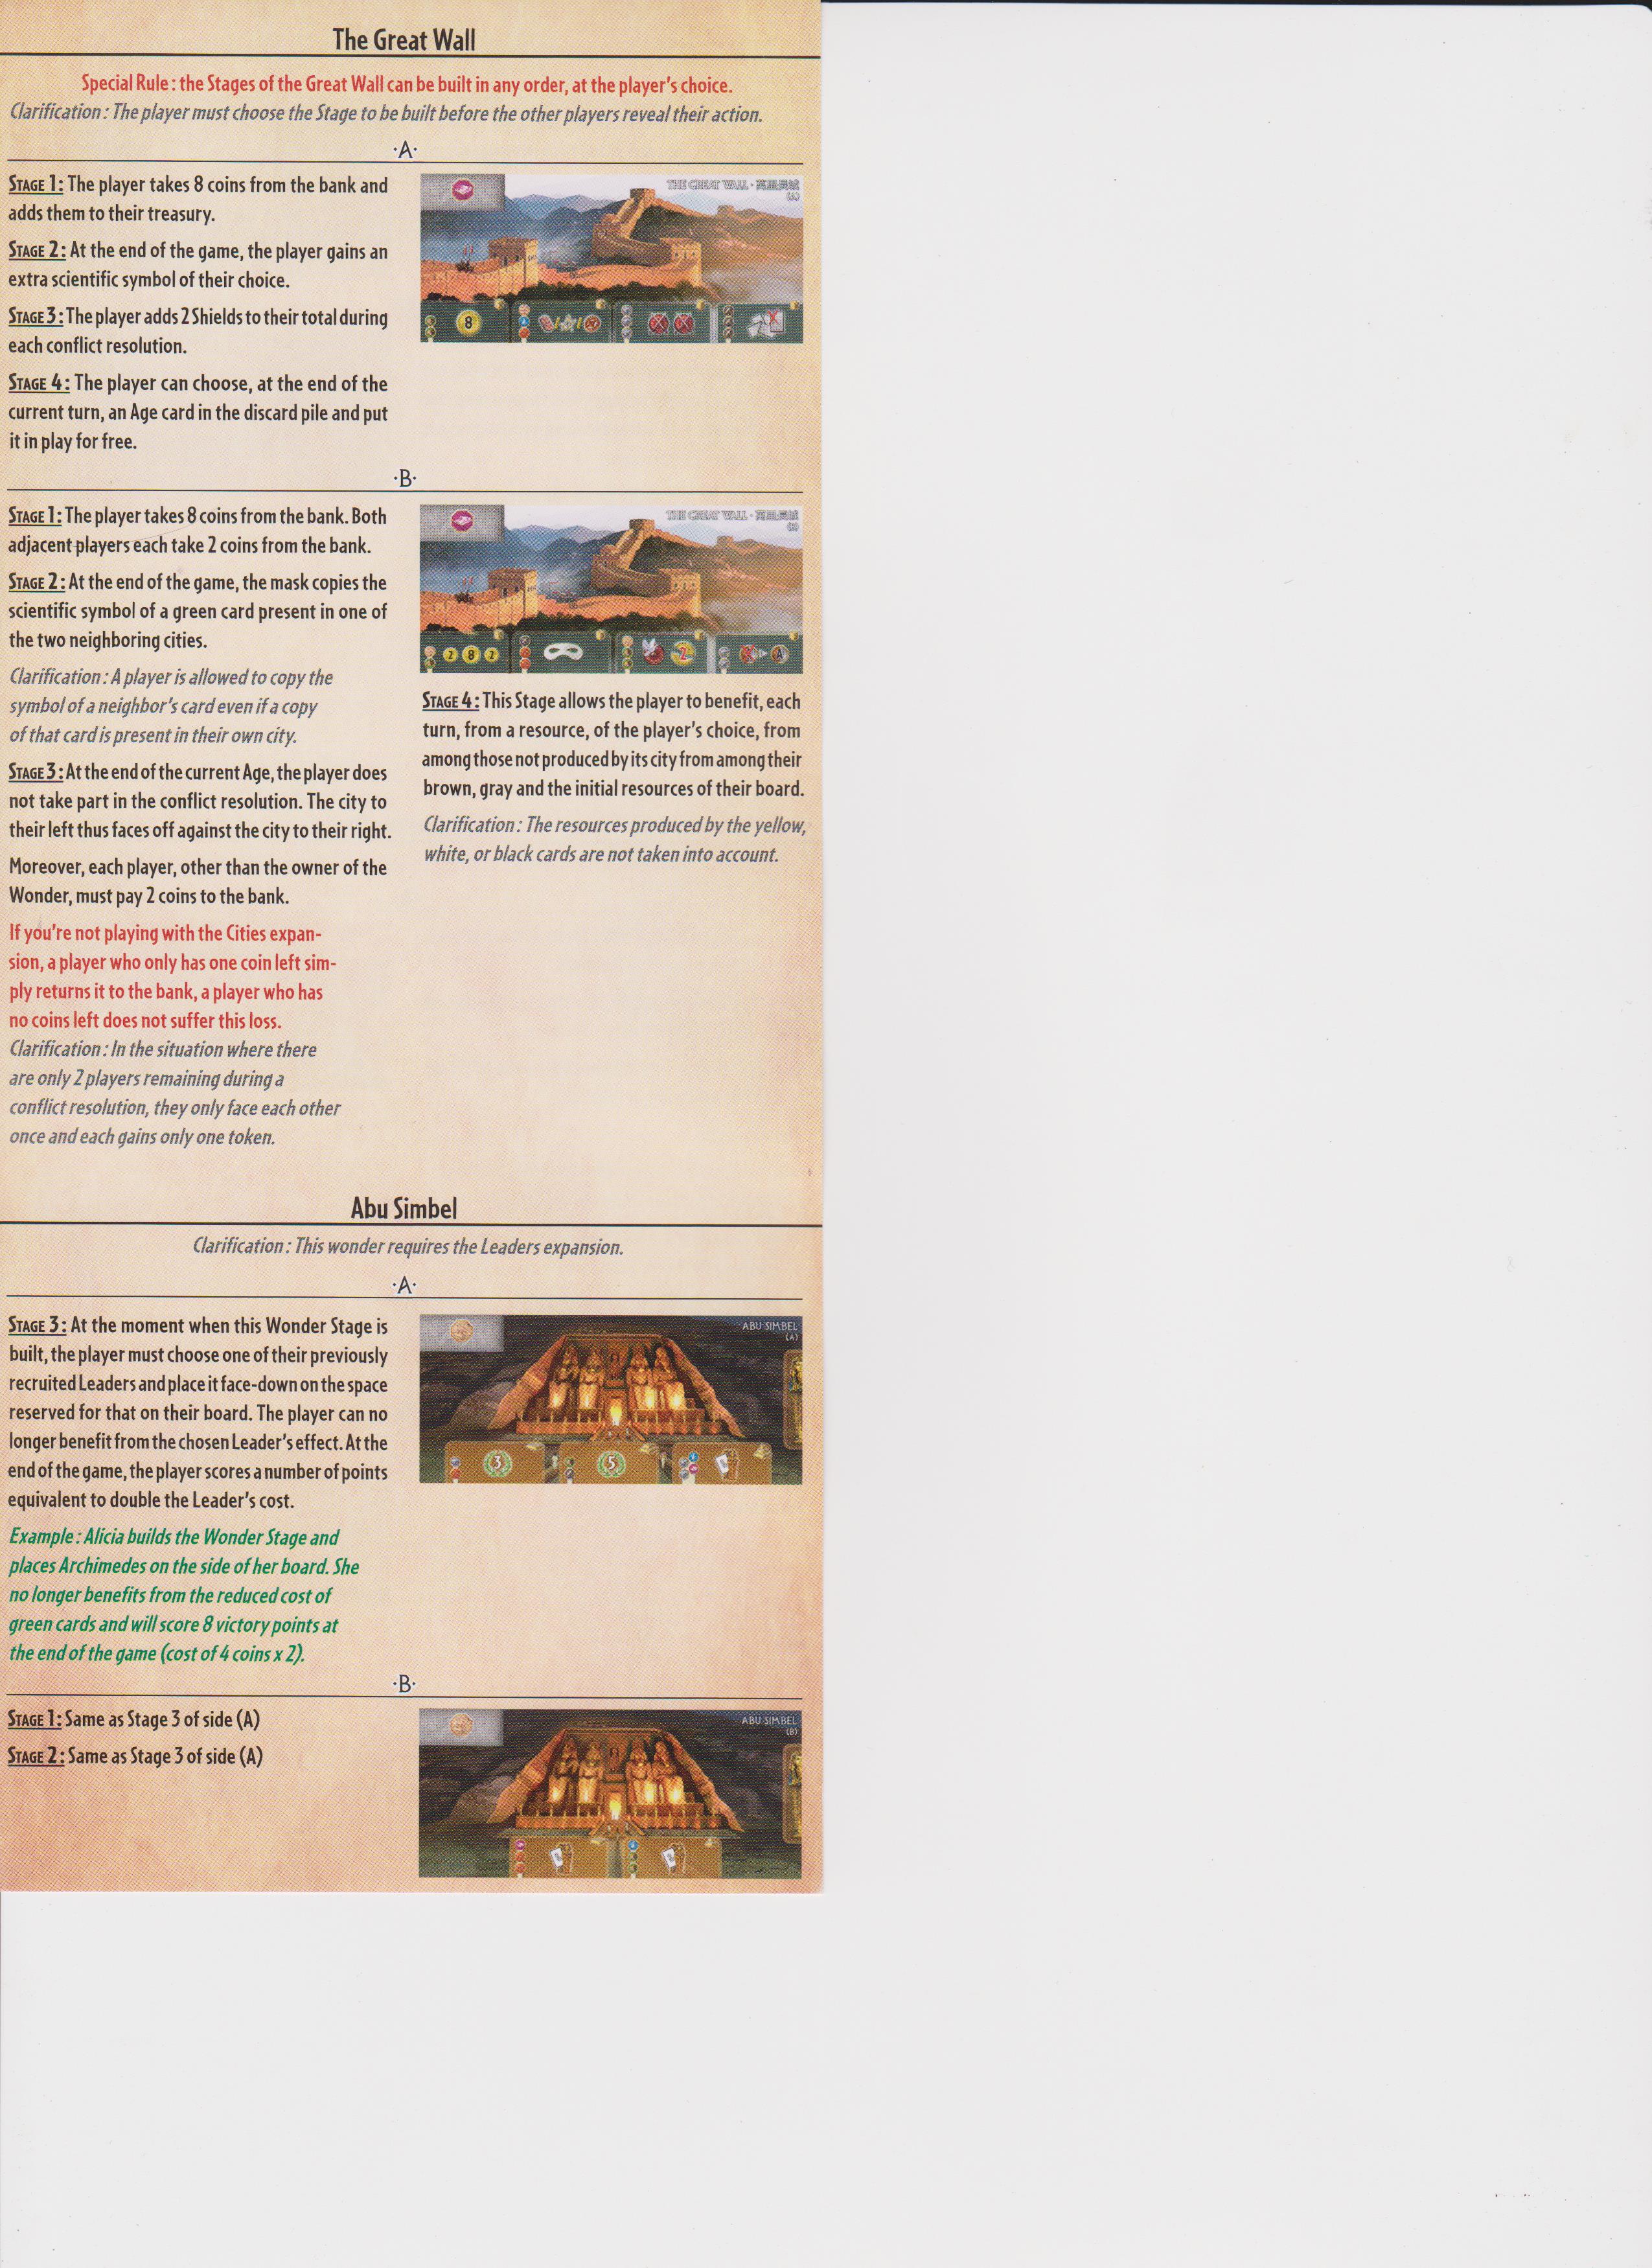 The Great Wall
Special Rule : the Stages of the Great Wall can be built in any order, at the player's choice.
Clarification : The player must choose the Stage to be built before the other players reveal their action.
·A·
STAGE 1: The player takes 8 coins from the bank and
adds them to their treasury.
STAGE 2: At the end of the game, the player gains an
extra scientific symbol of their choice.
STAGE 3: The player adds 2 Shields to their total during
each conflict resolution.
STAGE 4: The player can choose, at the end of the
current turn, an Age card in the discard pile and put
it in play for free.
THE GREAT WALL ·
(A)
8
·B·
STAGE 1: The player takes 8 coins from the bank. Both
adjacent players each take 2 coins from the bank.
STAGE 2: At the end of the game, the mask copies the
scientific symbol of a green card present in one of
the two neighboring cities.
Clarification : A player is allowed to copy the
symbol of a neighbor's card even if a copy
of that card is present in their own city.
STAGE 3: At the end of the current Age, the player does
not take part in the conflict resolution. The city to
their left thus faces off against the city to their right.
Moreover, each player, other than the owner of the
Wonder, must pay 2 coins to the bank.
If you're not playing with the Cities expan-
sion, a player who only has one coin left sim-
ply returns it to the bank, a player who has
no coins left does not suffer this loss.
Clarification : In the situation where there
are only 2 players remaining during a
conflict resolution, they only face each other
once and each gains only one token.
THE GREAT WALL ·
(B)
2 8 2
2
A
STAGE 4: This Stage allows the player to benefit, each
turn, from a resource, of the player's choice, from
among those not produced by its city from among their
brown, gray and the initial resources of their board.
Clarification : The resources produced by the yellow,
white, or black cards are not taken into account.
Abu Simbel
Clarification : This wonder requires the Leaders expansion.
·A·
STAGE 3: At the moment when this Wonder Stage is
built, the player must choose one of their previously
recruited Leaders and place it face-down on the space
reserved for that on their board. The player can no
longer benefit from the chosen Leader's effect. At the
end of the game, the player scores a number of points
equivalent to double the Leader's cost.
Example : Alicia builds the Wonder Stage and
places Archimedes on the side of her board. She
no longer benefits from the reduced cost of
green cards and will score 8 victory points at
the end of the game (cost of 4 coins x 2).
ABU SIMBEL
(A)
3
5
·B·
STAGE 1: Same as Stage 3 of side (A)
STAGE 2: Same as Stage 3 of side (A)
ABU SIMBEL
(B)